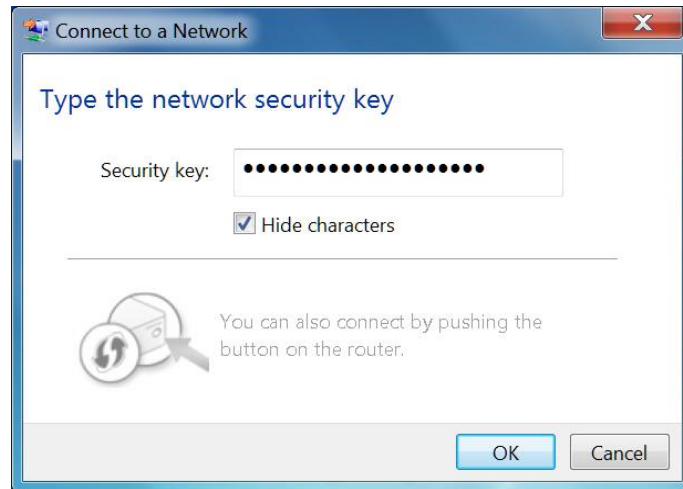 Connect to a Network
Type the network security key
Security key: ••••••••••••••••••••
Hide characters
You can also connect by pushing the
button on the router.
OK Cancel